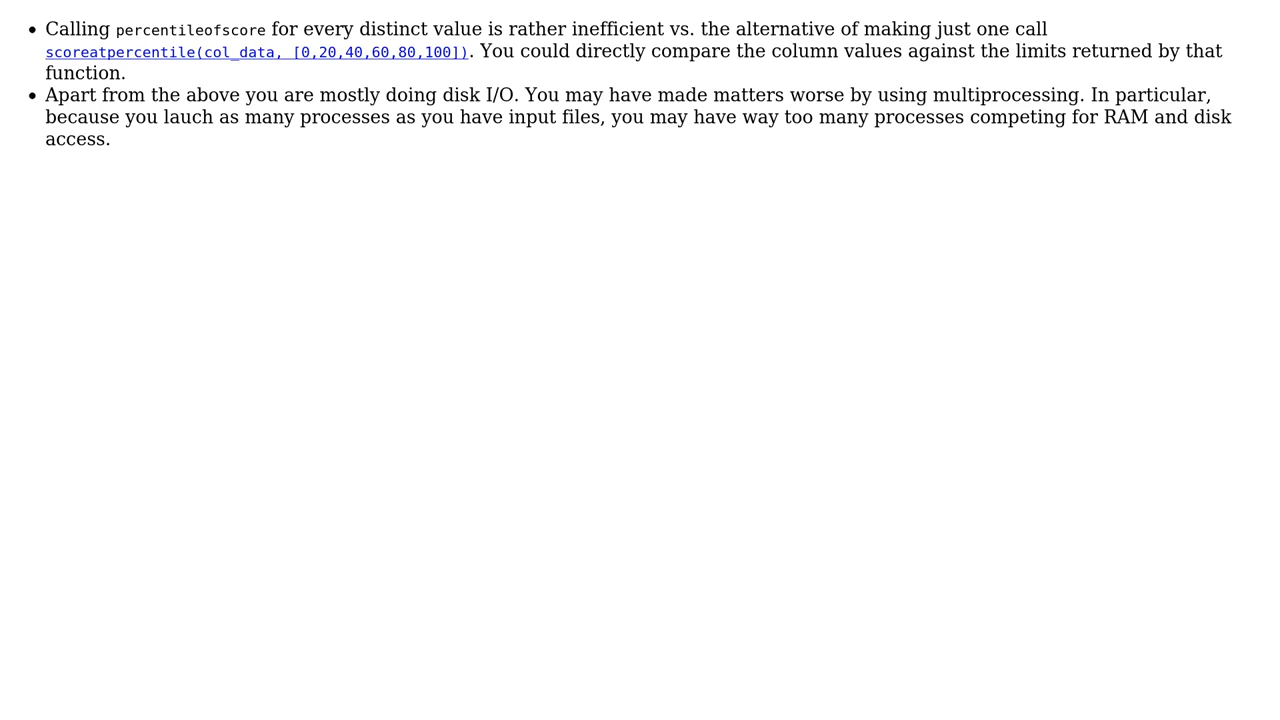 Calling percentileofscore for every distinct value is rather inefficient vs. the alternative of making just one call
scoreatpercentile(col_data, [0,20,40,60,80,100]). You could directly compare the column values against the limits returned by that
function.
Apart from the above you are mostly doing disk I/O. You may have made matters worse by using multiprocessing. In particular,
because you lauch as many processes as you have input files, you may have way too many processes competing for RAM and disk
access.